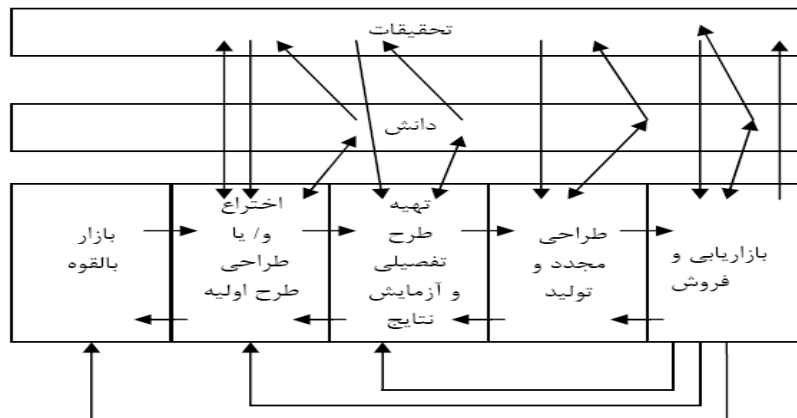 تحقیقات
دانش
بازار
بالقوه
اختراع
و/ یا
طراحی
طرح اولیه
تهیه
طرح
تفصیلی
و آزمایش
نتایج
طراحی
مجدد و
تولید
بازاریابی و
فروش